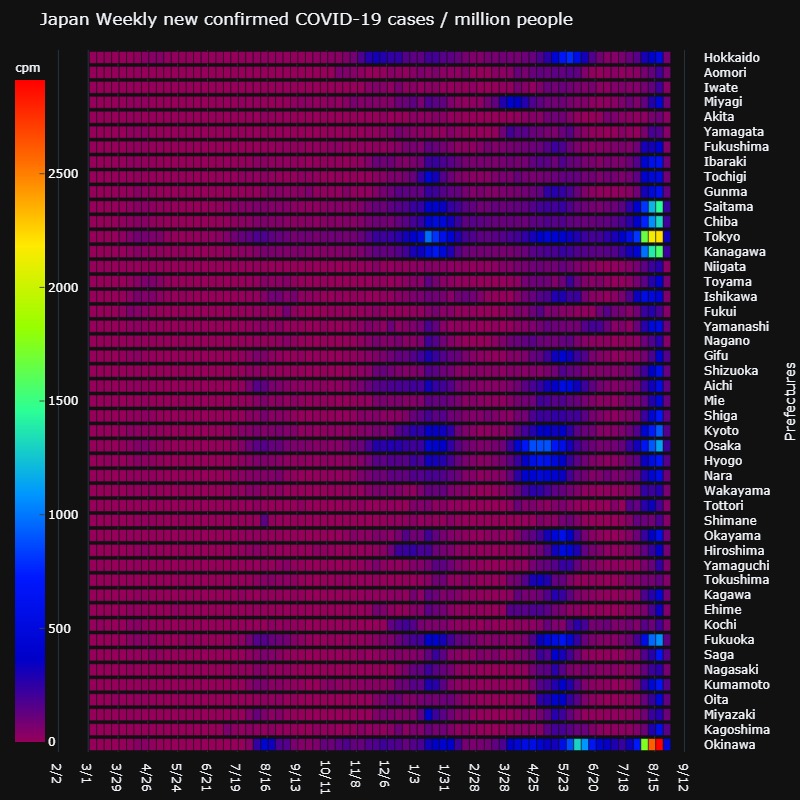 Japan Weekly new confirmed COVID-19 cases / million people
cpm
2500
2000
1500
1000
500
0
Hokkaido
Aomori
Iwate
Miyagi
Akita
Yamagata
Fukushima
Ibaraki
Tochigi
Gunma
Saitama
Chiba
Tokyo
Kanagawa
Niigata
Toyama
Ishikawa
Fukui
Yamanashi
Nagano
Gifu
Shizuoka
Aichi
Mie
Shiga
Kyoto
Osaka
Hyogo
Nara
Wakayama
Tottori
Shimane
Okayama
Hiroshima
Yamaguchi
Tokushima
Kagawa
Ehime
Kochi
Fukuoka
Saga
Nagasaki
Kumamoto
Oita
Miyazaki
Kagoshima
Okinawa
Prefectures
2/2
3/1
3/29
4/26
5/24
6/21
7/19
8/16
9/13
10/11
11/8
12/6
1/3
1/31
2/28
3/28
4/25
5/23
6/20
7/18
8/15
9/12